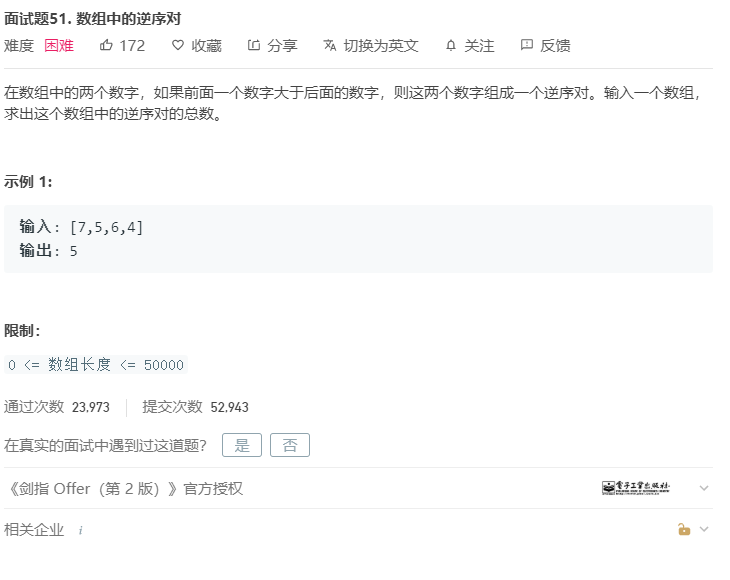 面试题51. 数组中的逆序对
难度 困难 172 收藏 分享 切换为英文 关注 反馈
在数组中的两个数字，如果前面一个数字大于后面的数字，则这两个数字组成一个逆序对。输入一个数组，
求出这个数组中的逆序对的总数。
示例 1:
输入: [7,5,6,4]
输出: 5
限制：
0 <= 数组长度 <= 50000
通过次数 23,973 提交次数 52,943
在真实的面试中遇到过这道题？ 是 否
《剑指 Offer（第 2 版）》官方授权 电子工业出版社
相关企业 i